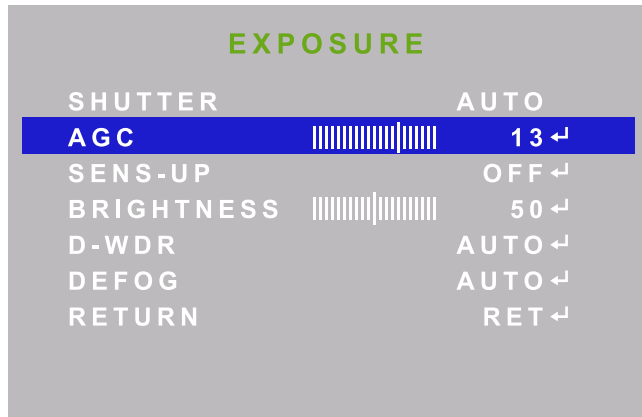 EXPOSURE
SHUTTER AUTO
AGC 13↵
SENS-UP OFF↵
BRIGHTNESS 50↵
D-WDR AUTO↵
DEFOG AUTO↵
RETURN RET↵